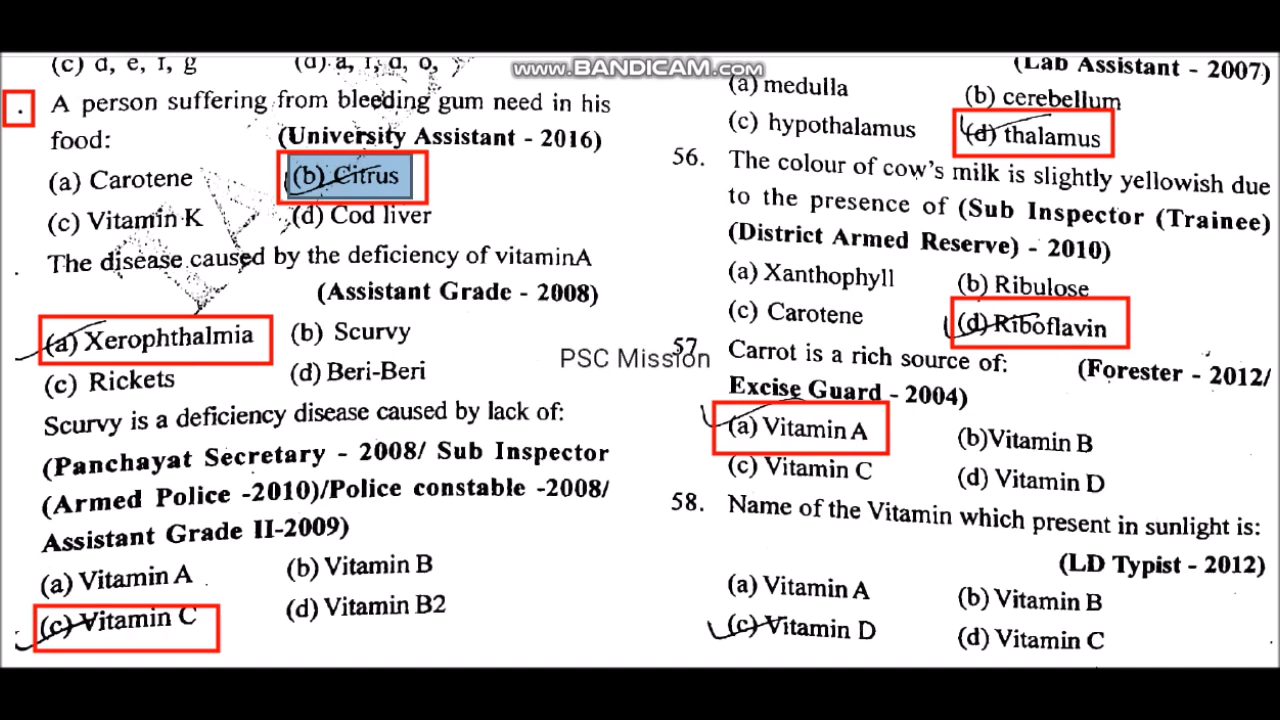 www.BANDICAM.com
(c) d, e, f, g
A person suffering from bleeding gum need in his
food: (University Assistant - 2016)
(a) Carotene (b) Citrus
(c) Vitamin K (d) Cod liver
The disease caused by the deficiency of vitaminA
(Assistant Grade - 2008)
(a) Xerophthalmia (b) Scurvy
(c) Rickets (d) Beri-Beri
Scurvy is a deficiency disease caused by lack of:
(Panchayat Secretary - 2008/ Sub Inspector
(Armed Police -2010)/Police constable -2008/
Assistant Grade II-2009)
(a) Vitamin A (b) Vitamin B
(c) Vitamin C (d) Vitamin B2
PSC Mission
(Lab Assistant - 2007)
(a) medulla (b) cerebellum
(c) hypothalamus (d) thalamus
56. The colour of cow's milk is slightly yellowish due
to the presence of (Sub Inspector (Trainee)
(District Armed Reserve) - 2010)
(a) Xanthophyll (b) Ribulose
(c) Carotene (d) Riboflavin
57 Carrot is a rich source of: (Forester - 2012/
Excise Guard - 2004)
(a) Vitamin A (b)Vitamin B
(c) Vitamin C (d) Vitamin D
58. Name of the Vitamin which present in sunlight is:
(LD Typist - 2012)
(a) Vitamin A (b) Vitamin B
(c) Vitamin D (d) Vitamin C